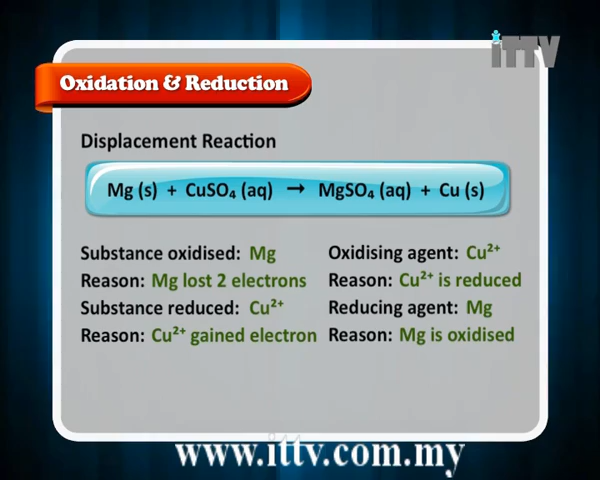 iTTV
Oxidation & Reduction
Displacement Reaction
Mg (s) + CuSO₄ (aq) → MgSO₄ (aq) + Cu (s)
Substance oxidised: Mg
Reason: Mg lost 2 electrons
Substance reduced: Cu²⁺
Reason: Cu²⁺ gained electron
Oxidising agent: Cu²⁺
Reason: Cu²⁺ is reduced
Reducing agent: Mg
Reason: Mg is oxidised
www.ittv.com.my